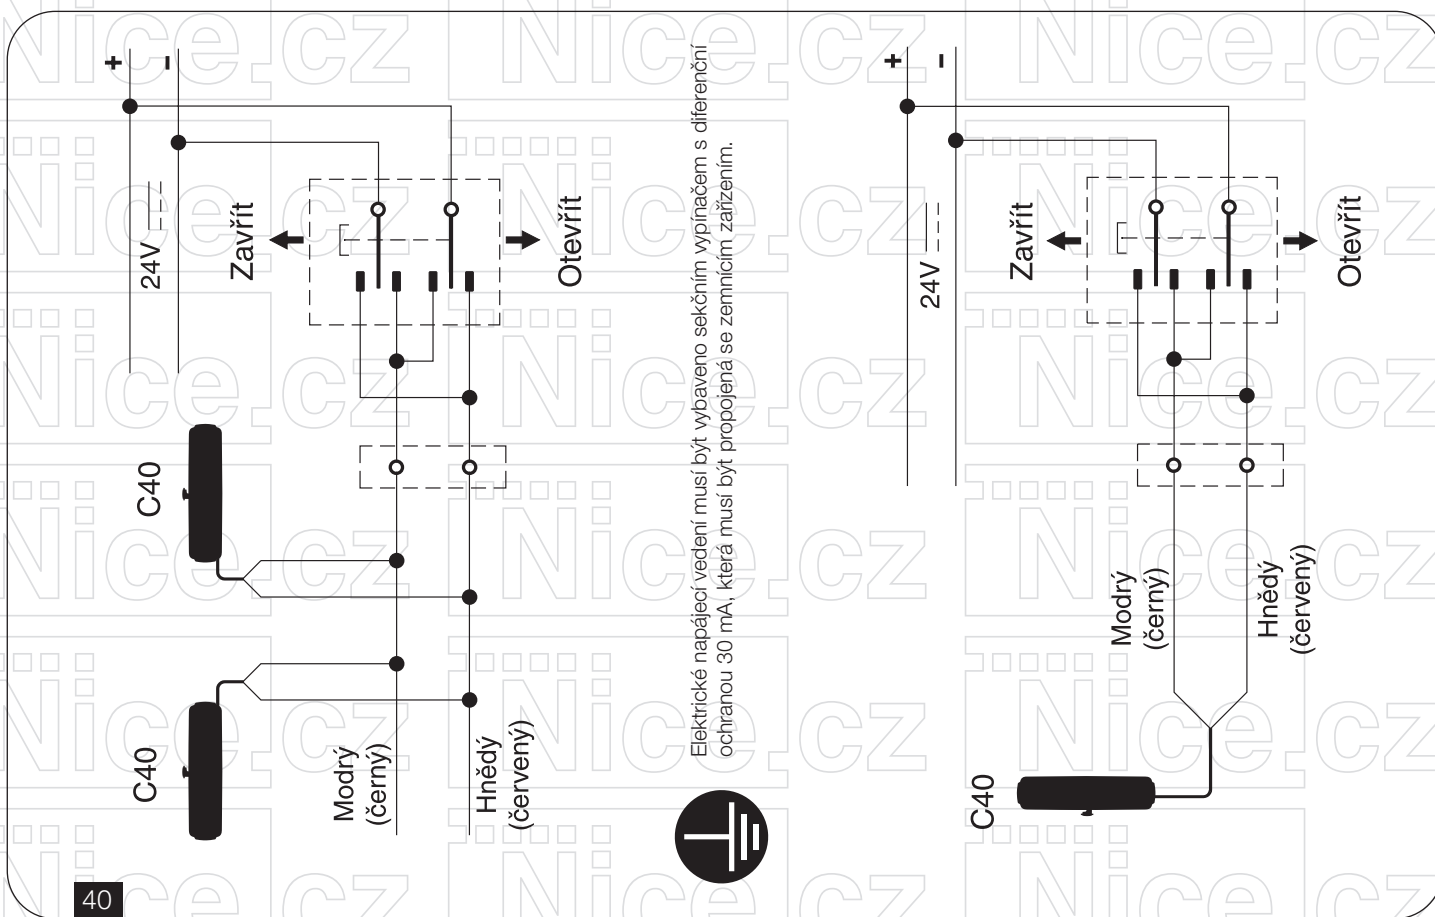 +
-
24V
Zavřít
Otevřít
C40
C40
Modrý
(černý)
Hnědý
(červený)
Elektrické napájecí vedení musí být vybaveno sekčním vypínačem s diferenční
ochranou 30 mA, která musí být propojená se zemnícím zařízením.
+
-
24V
Zavřít
Otevřít
Modrý
(černý)
Hnědý
(červený)
C40
40
Nice.cz